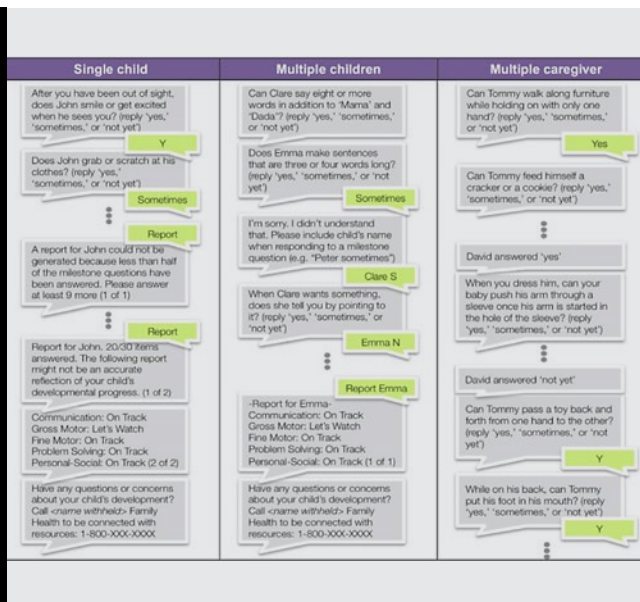 Single child
After you have been out of sight,
does John smile or get excited
when he sees you? (reply 'yes,'
'sometimes,' or 'not yet')
Y
Does John grab or scratch at his
clothes? (reply 'yes,'
'sometimes,' or 'not yet')
Sometimes
Report
A report for John could not be
generated because less than half
of the milestone questions have
been answered. Please answer
at least 9 more (1 of 1)
Report
Report for John. 20/30 items
answered. The following report
might not be an accurate
reflection of your child's
developmental progress. (1 of 2)
Communication: On Track
Gross Motor: Let's Watch
Fine Motor: On Track
Problem Solving: On Track
Personal-Social: On Track (2 of 2)
Have any questions or concerns
about your child's development?
Call <name withheld> Family
Health to be connected with
resources: 1-800-XXX-XXXX
Multiple children
Can Clare say eight or more
words in addition to 'Mama' and
'Dada'? (reply 'yes,' 'sometimes,'
or 'not yet')
Does Emma make sentences
that are three or four words long?
(reply 'yes,' 'sometimes,' or 'not
yet')
Sometimes
I'm sorry. I didn't understand
that. Please include child's name
when responding to a milestone
question (e.g. "Peter sometimes")
Clare S
When Clare wants something,
does she tell you by pointing to
it? (reply 'yes,' 'sometimes,' or
'not yet')
Emma N
Report Emma
-Report for Emma-
Communication: On Track
Gross Motor: Let's Watch
Fine Motor: On Track
Problem Solving: On Track
Personal-Social: On Track (1 of 1)
Have any questions or concerns
about your child's development?
Call <name withheld> Family
Health to be connected with
resources: 1-800-XXX-XXXX
Multiple caregiver
Can Tommy walk along furniture
while holding on with only one
hand? (reply 'yes,' 'sometimes,'
or 'not yet')
Yes
Can Tommy feed himself a
cracker or a cookie? (reply 'yes,'
'sometimes,' or 'not yet')
David answered 'yes'
When you dress him, can your
baby push his arm through a
sleeve once his arm is started in
the hole of the sleeve? (reply
'yes,' 'sometimes,' or 'not yet')
David answered 'not yet'
Can Tommy pass a toy back and
forth from one hand to the other?
(reply 'yes,' 'sometimes,' or 'not
yet')
Y
While on his back, can Tommy
put his foot in his mouth? (reply
'yes,' 'sometimes,' or 'not yet')
Y